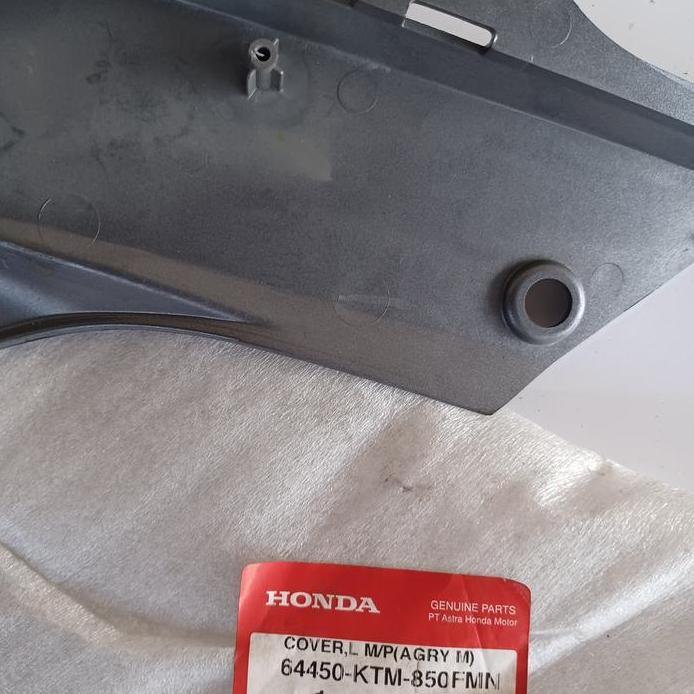 HONDA
GENUINE PARTS
PT Astra Honda Motor
COVER,L M/P(AGRY M)
64450-KTM-850FMN